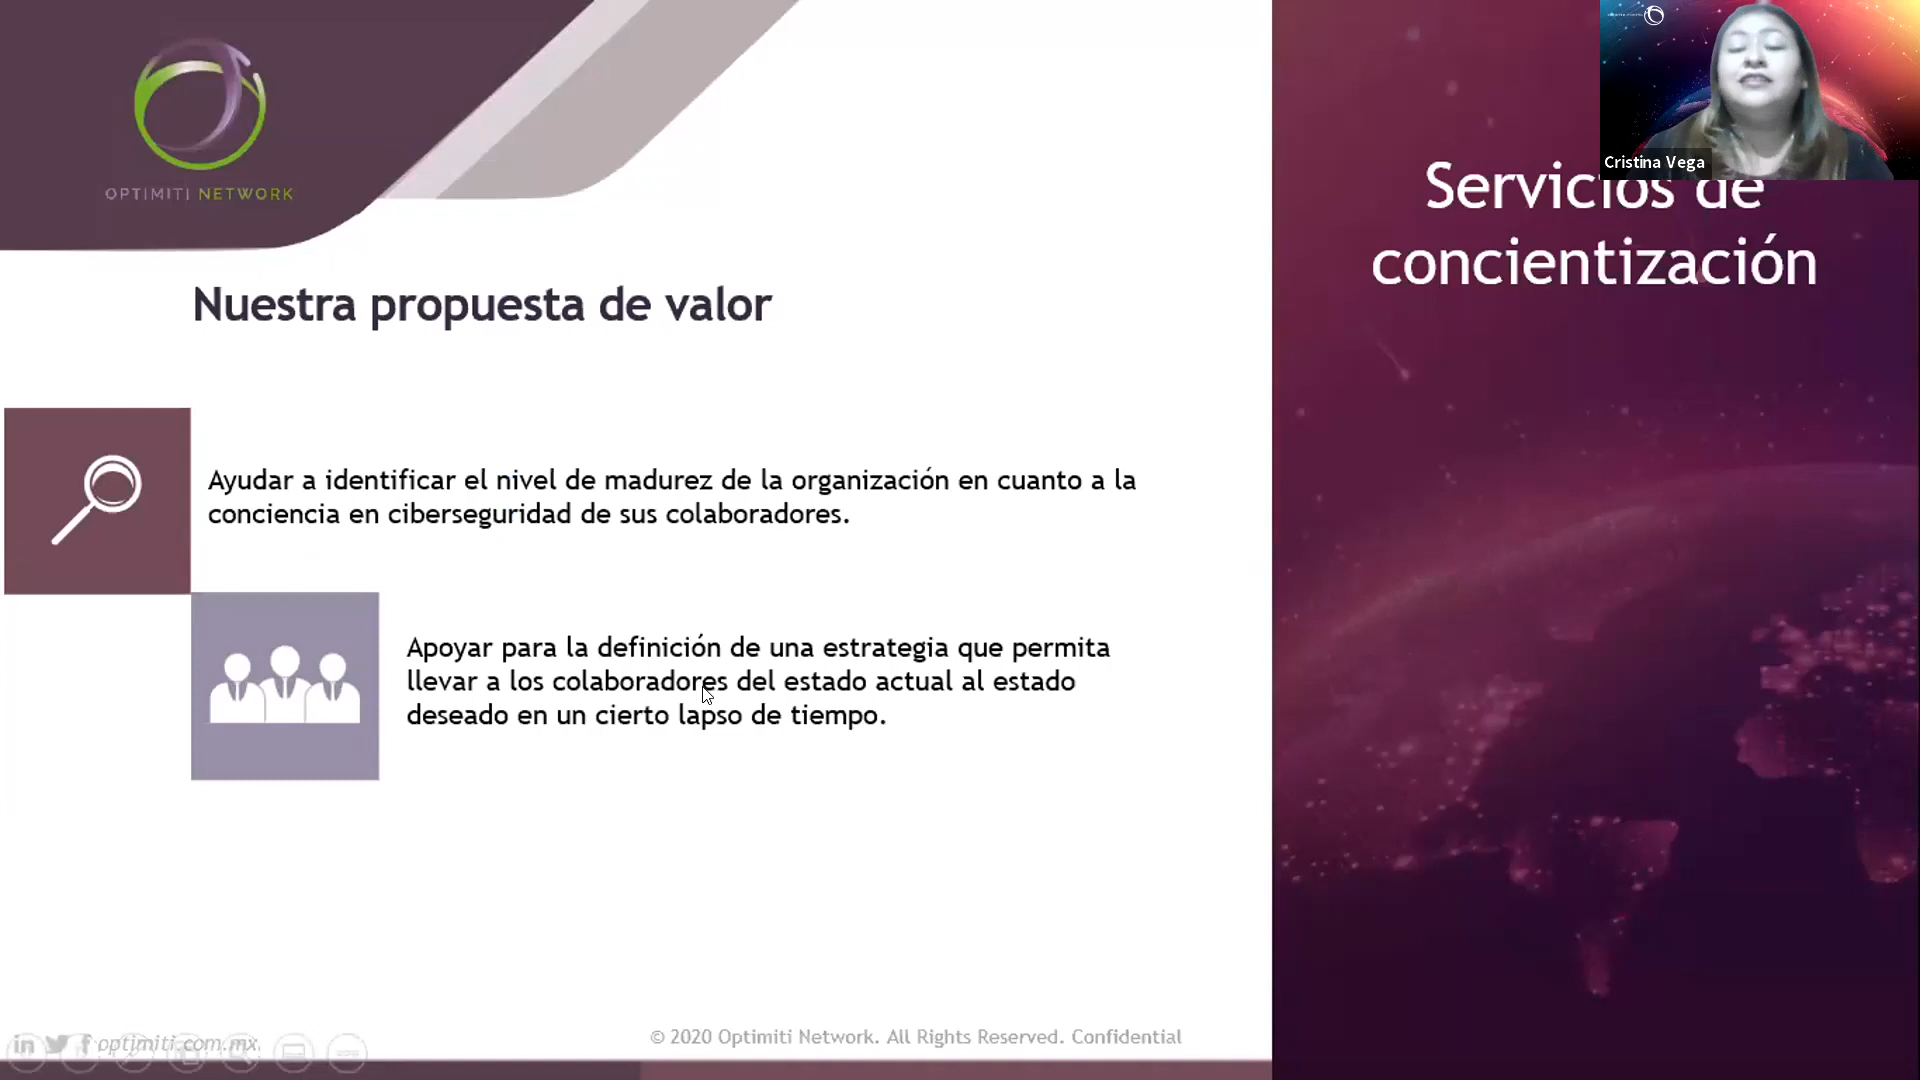 OPTIMITI NETWORK
Cristina Vega
Servicios de
concientización
Nuestra propuesta de valor
Ayudar a identificar el nivel de madurez de la organización en cuanto a la
conciencia en ciberseguridad de sus colaboradores.
Apoyar para la definición de una estrategia que permita
llevar a los colaboradores del estado actual al estado
deseado en un cierto lapso de tiempo.
in f optimiti.com.mx
© 2020 Optimiti Network. All Rights Reserved. Confidential